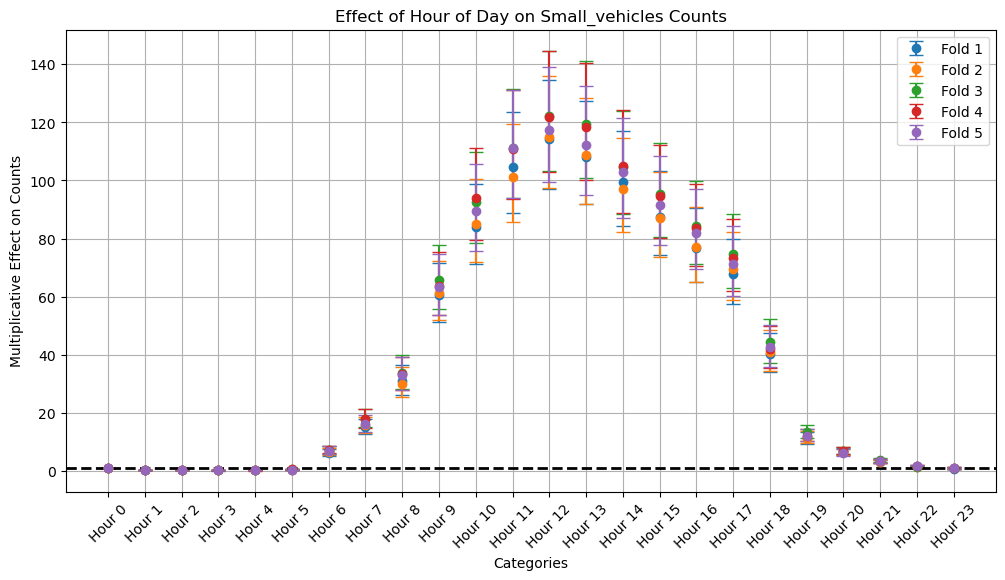 Effect of Hour of Day on Small_vehicles Counts
Multiplicative Effect on Counts
140
120
100
80
60
40
20
0
Fold 1
Fold 2
Fold 3
Fold 4
Fold 5
Hour 0
Hour 1
Hour 2
Hour 3
Hour 4
Hour 5
Hour 6
Hour 7
Hour 8
Hour 9
Hour 10
Hour 11
Hour 12
Hour 13
Hour 14
Hour 15
Hour 16
Hour 17
Hour 18
Hour 19
Hour 20
Hour 21
Hour 22
Hour 23
Categories